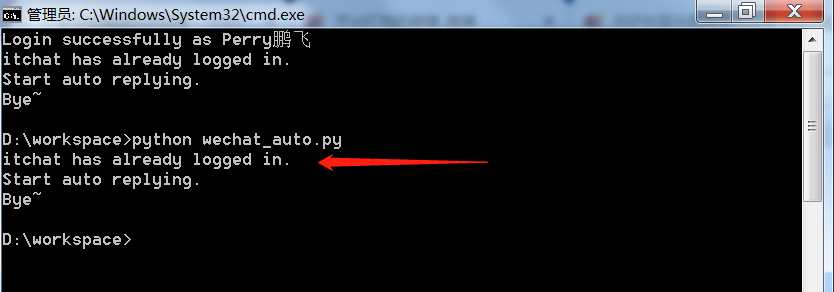 管理员: C:\Windows\System32\cmd.exe
Login successfully as Perry鹏飞
itchat has already logged in.
Start auto replying.
Bye~
D:\workspace>python wechat_auto.py
itchat has already logged in.
Start auto replying.
Bye~
D:\workspace>